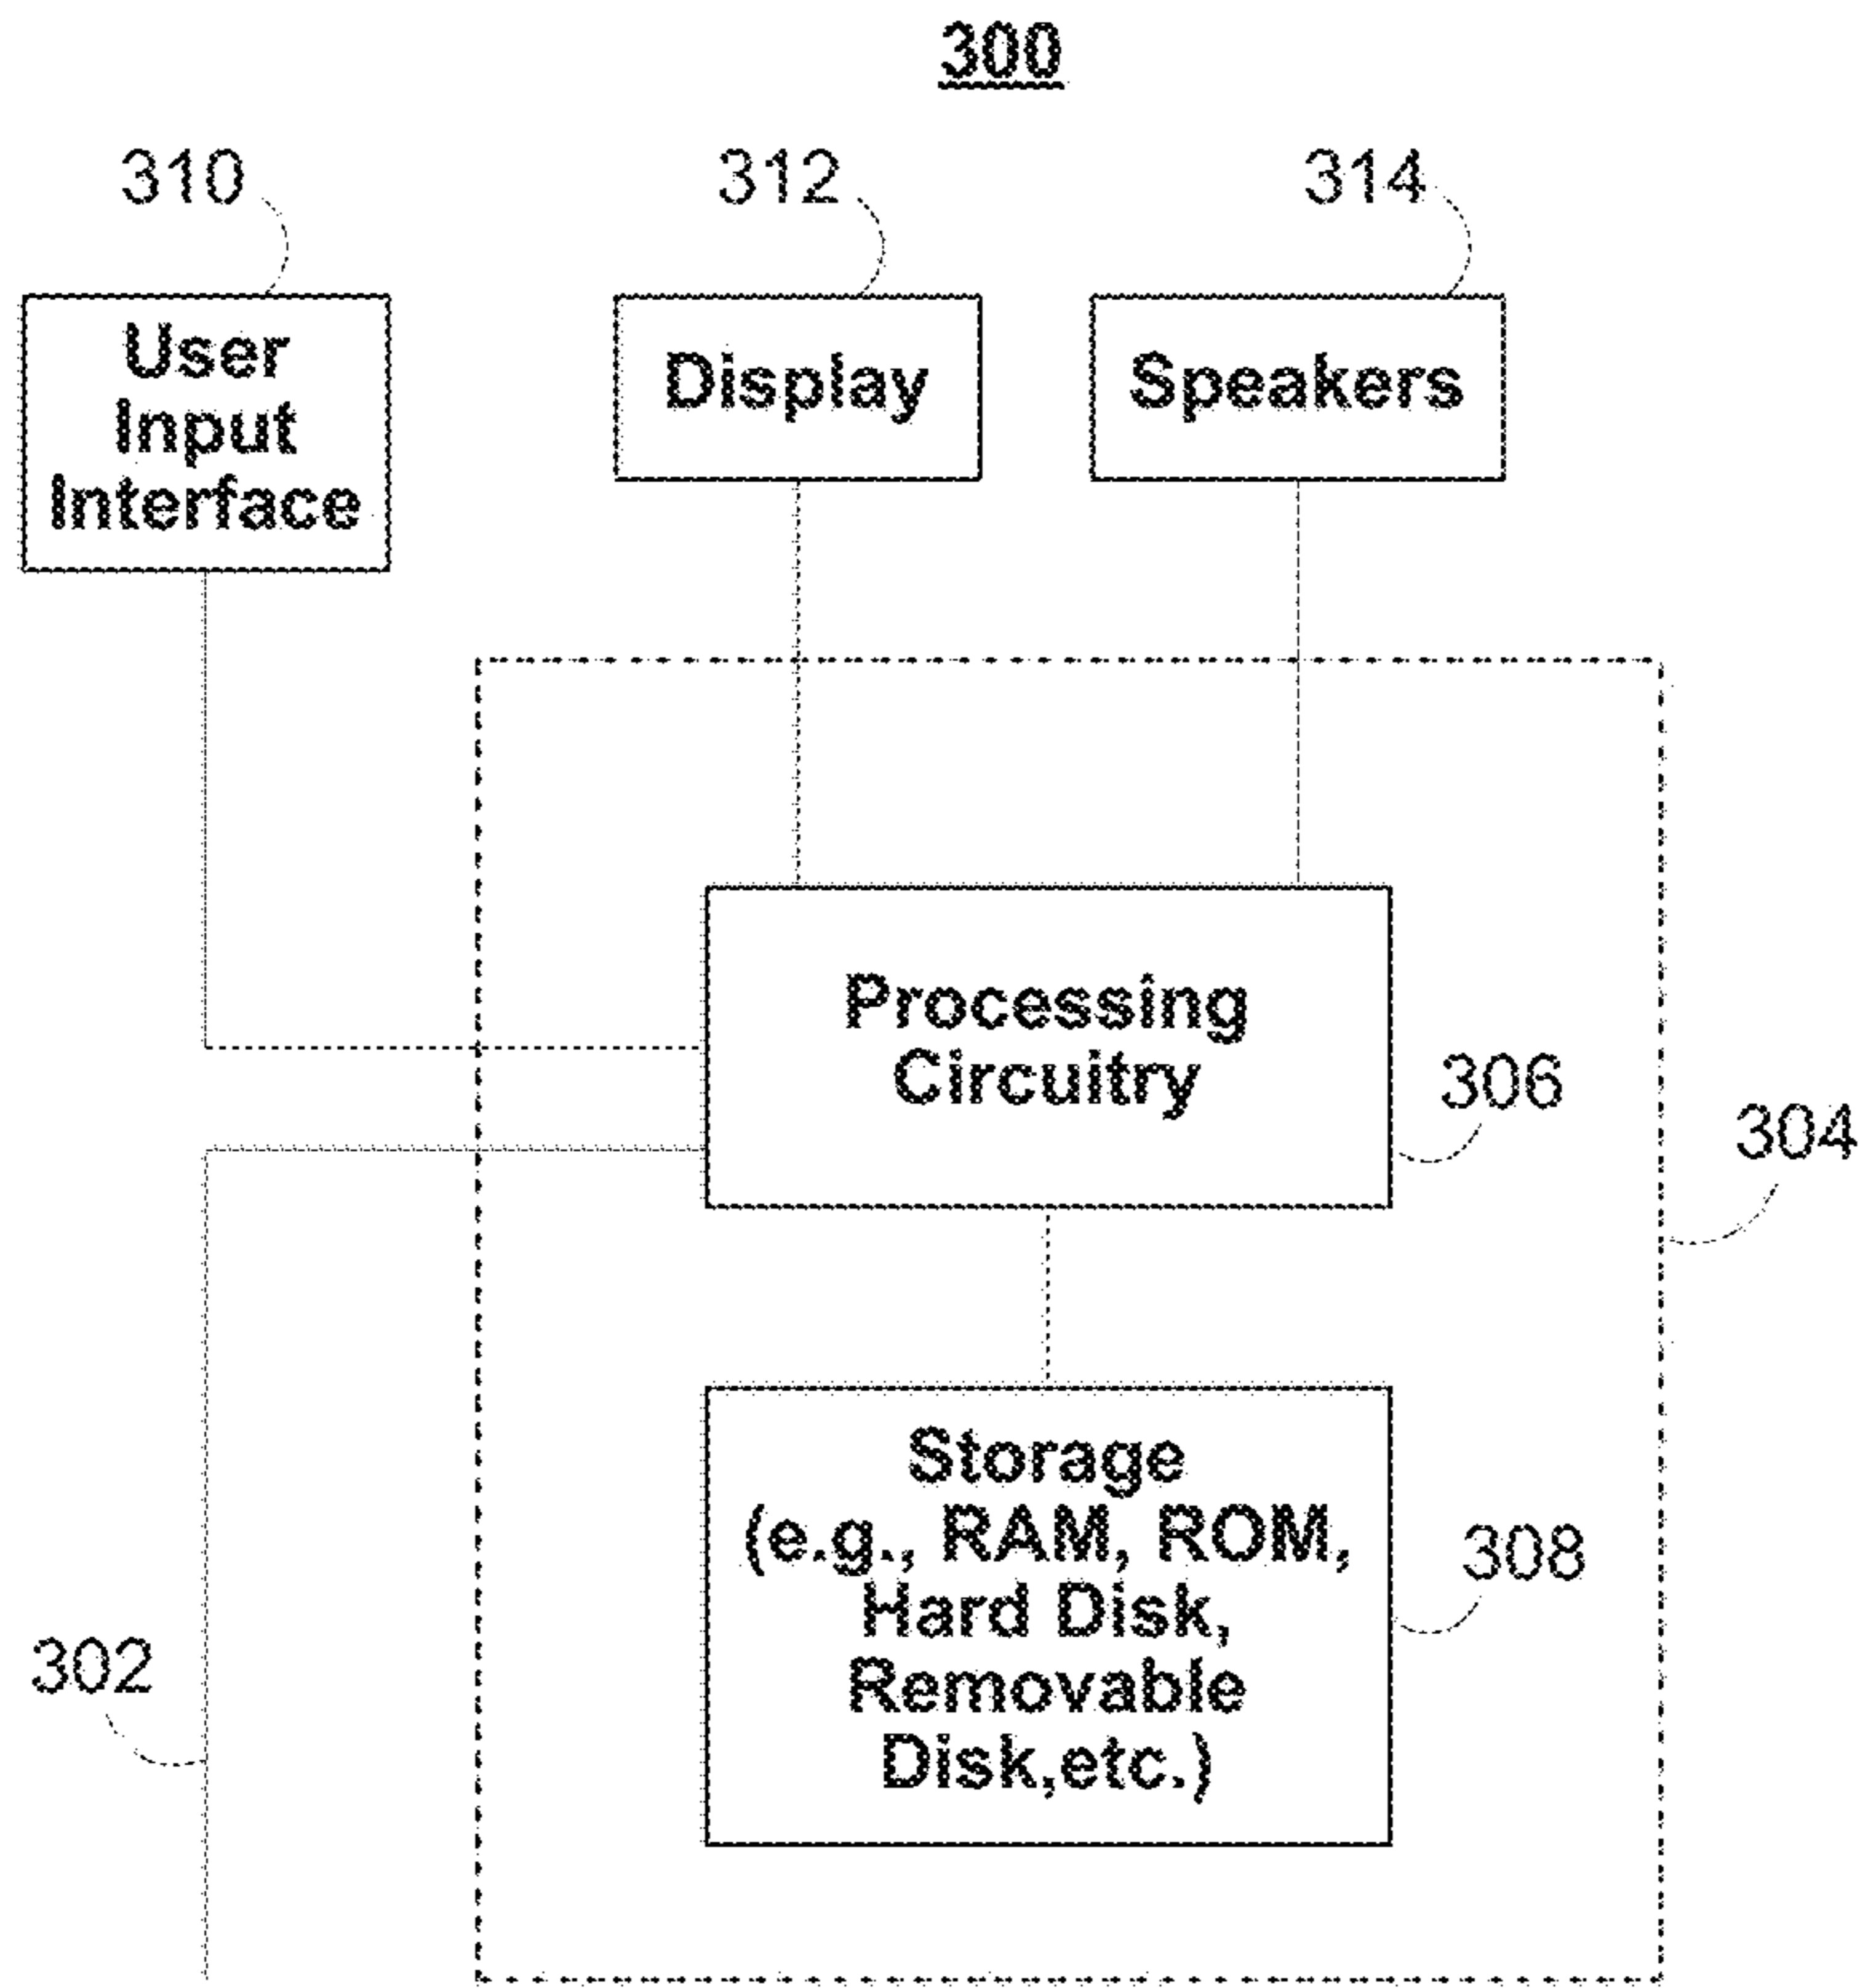 300
310
312
314
User
Input
Interface
Display
Speakers
Processing
Circuitry
306
304
Storage
(e.g., RAM, ROM,
Hard Disk,
Removable
Disk,etc.)
308
302